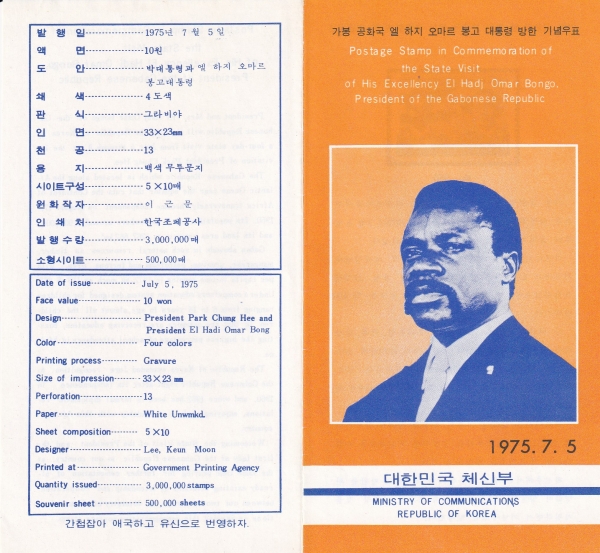 발행일 1975년 7월 5일
액면 10원
도안 박대통령과 엘 하지 오마르
봉고대통령
쇄색 4도색
판식 그라비아
인면 33×23mm
천공 13
용지 백색 무투문지
시이트구성 5×10매
원화작자 이근문
인쇄처 한국조폐공사
발행수량 3,000,000매
소형시이트 500,000매
Date of issue July 5, 1975
Face value 10 won
Design President Park Chung Hee and
President El Hadi Omar Bong
Color Four colors
Printing process Gravure
Size of impression 33×23 mm
Perforation 13
Paper White Unwmkd.
Sheet composition 5×10
Designer Lee, Keun Moon
Printed at Government Printing Agency
Quantity issued 3,000,000 stamps
Souvenir sheet 500,000 sheets
간첩잡아 애국하고 유신으로 번영하자.
가봉 공화국 엘 하지 오마르 봉고 대통령 방한 기념우표
Postage Stamp in Commemoration of
the State Visit
of His Excellency El Hadj Omar Bongo,
President of the Gabonese Republic
1975. 7. 5
대한민국 체신부
MINISTRY OF COMMUNICATIONS
REPUBLIC OF KOREA